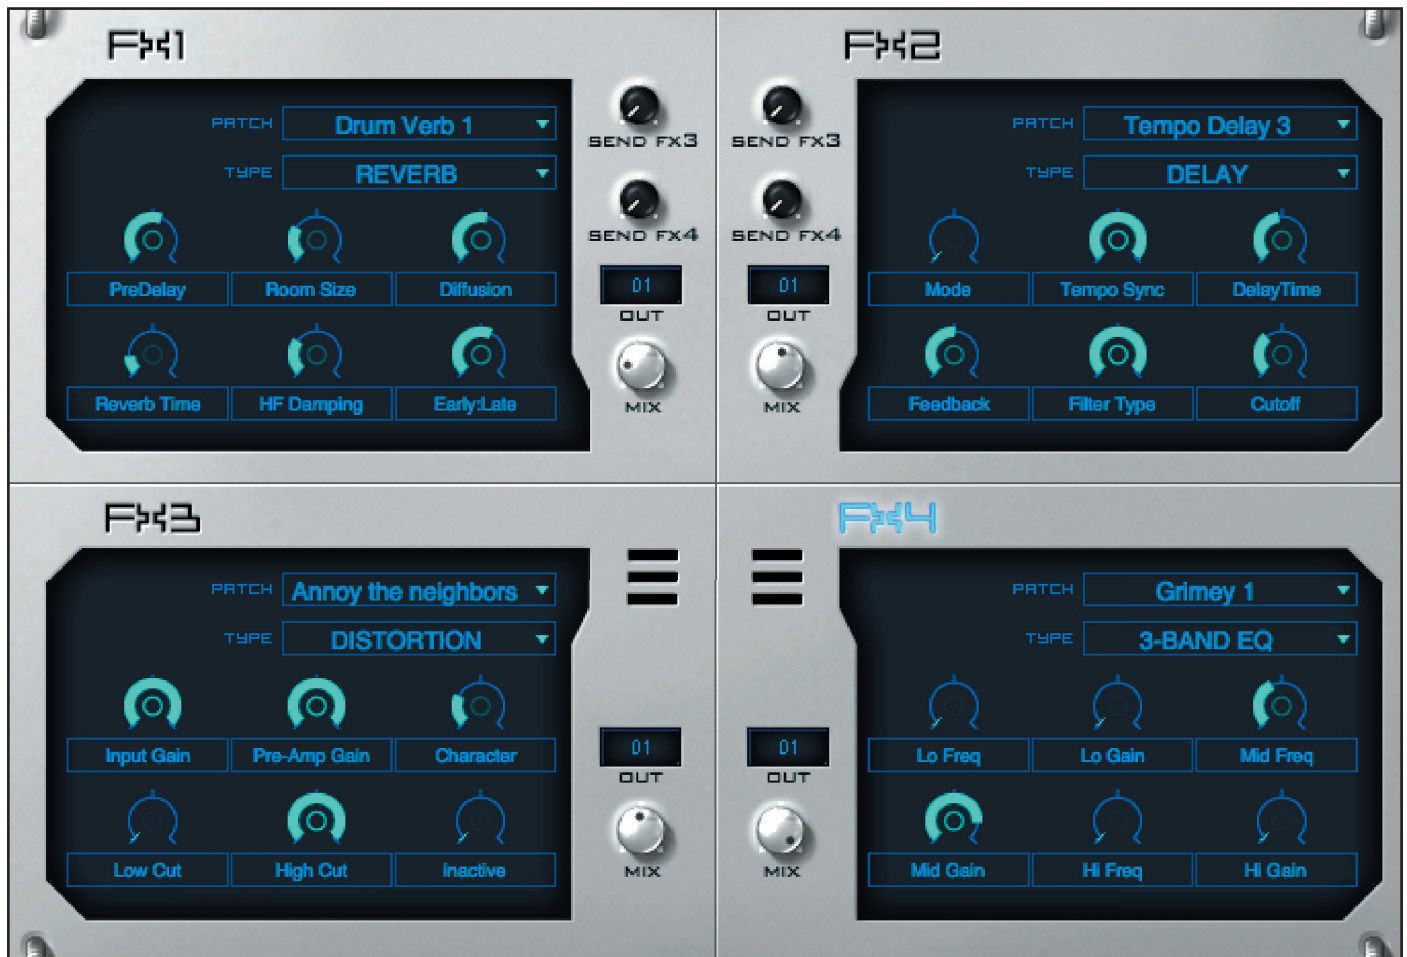 FX1
PATCH Drum Verb 1
TYPE REVERB
PreDelay Room Size Diffusion
Reverb Time HF Damping Early:Late
SEND FX3
SEND FX4
01
OUT
MIX
FX2
SEND FX3
SEND FX4
01
OUT
MIX
PATCH Tempo Delay 3
TYPE DELAY
Mode Tempo Sync DelayTime
Feedback Filter Type Cutoff
FX3
PATCH Annoy the neighbors
TYPE DISTORTION
Input Gain Pre-Amp Gain Character
Low Cut High Cut inactive
01
OUT
MIX
FX4
01
OUT
MIX
PATCH Grimey 1
TYPE 3-BAND EQ
Lo Freq Lo Gain Mid Freq
Mid Gain Hi Freq Hi Gain